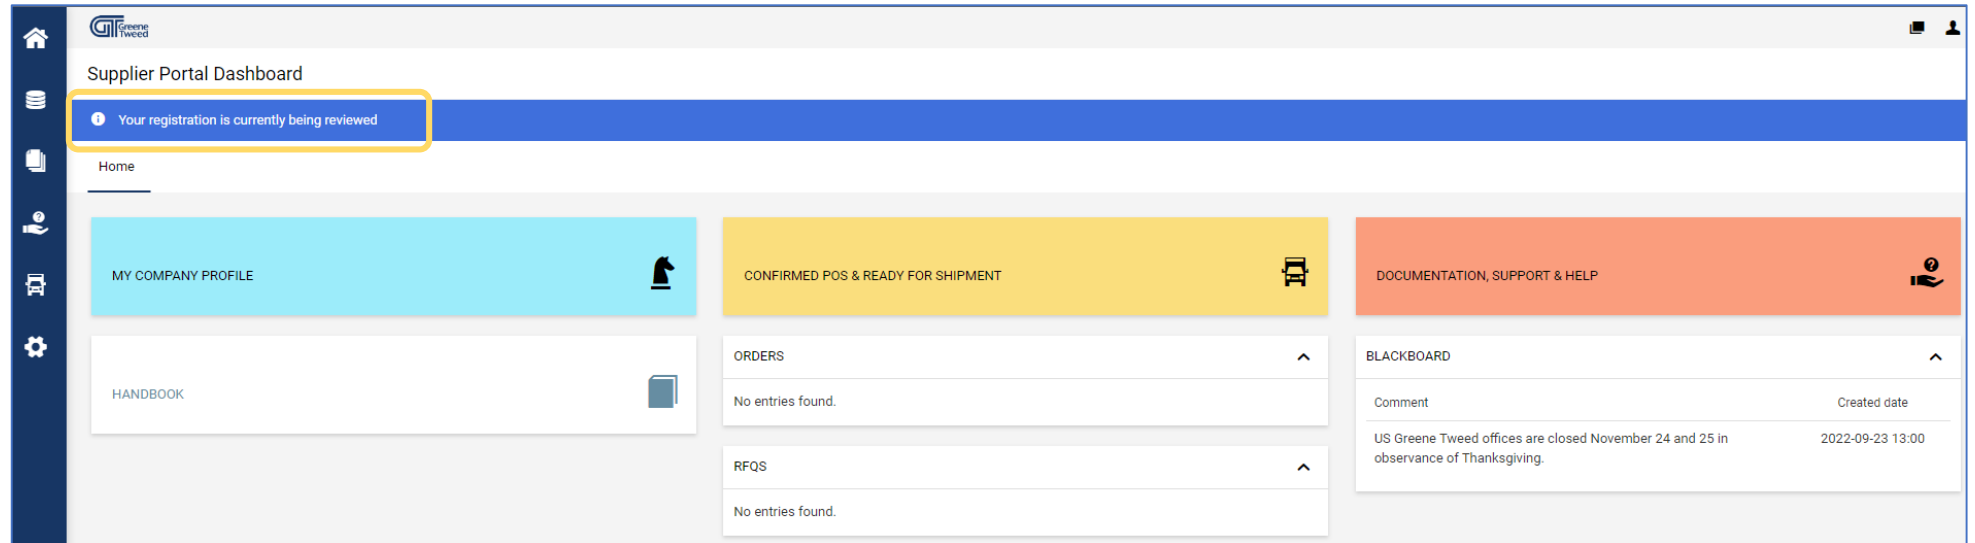 Greene
Tweed
Supplier Portal Dashboard
Your registration is currently being reviewed
Home
MY COMPANY PROFILE
CONFIRMED POS & READY FOR SHIPMENT
DOCUMENTATION, SUPPORT & HELP
HANDBOOK
ORDERS
No entries found.
RFQS
No entries found.
BLACKBOARD
Comment Created date
US Greene Tweed offices are closed November 24 and 25 in 2022-09-23 13:00
observance of Thanksgiving.